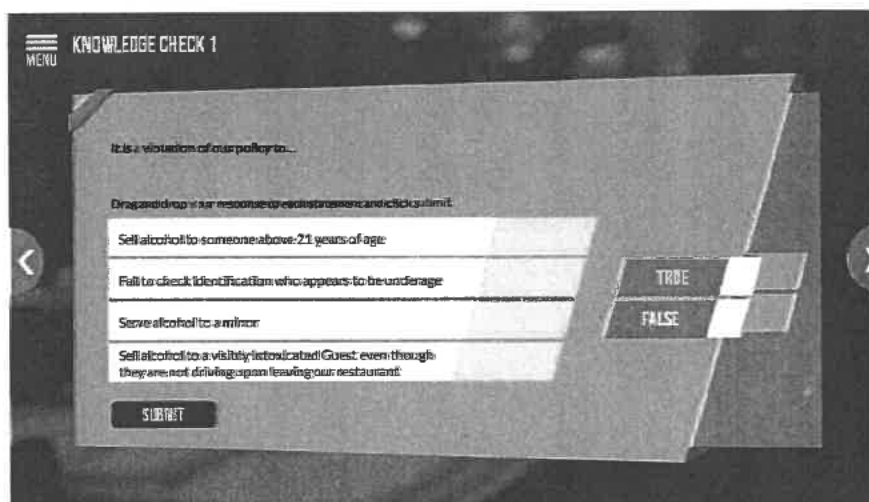 KNOWLEDGE CHECK 1
MENU
It is a violation of our policy to...
Drag and drop your response to each statement and click submit.
Sell alcohol to someone above 21 years of age
Fail to check identification who appears to be underage
Serve alcohol to a minor
Sell alcohol to a visibly intoxicated Guest even though
they are not driving upon leaving our restaurant
TRUE
FALSE
SUBMIT